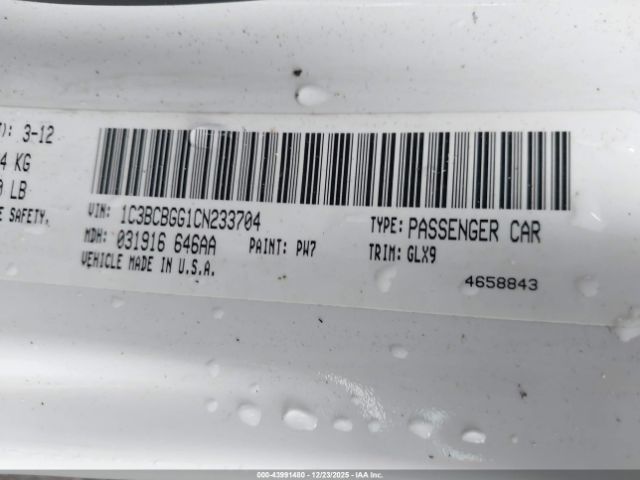 T): 3-12
4 KG
0 LB
E SAFETY,
VIN: 1C3BCBGG1CN233704
TYPE: PASSENGER CAR
MDH: 031916 646AA PAINT: PW7
TRIM: GLX9
VEHICLE MADE IN U.S.A.
4658843
000-43991480 - 12/23/2025 - IAA Inc.